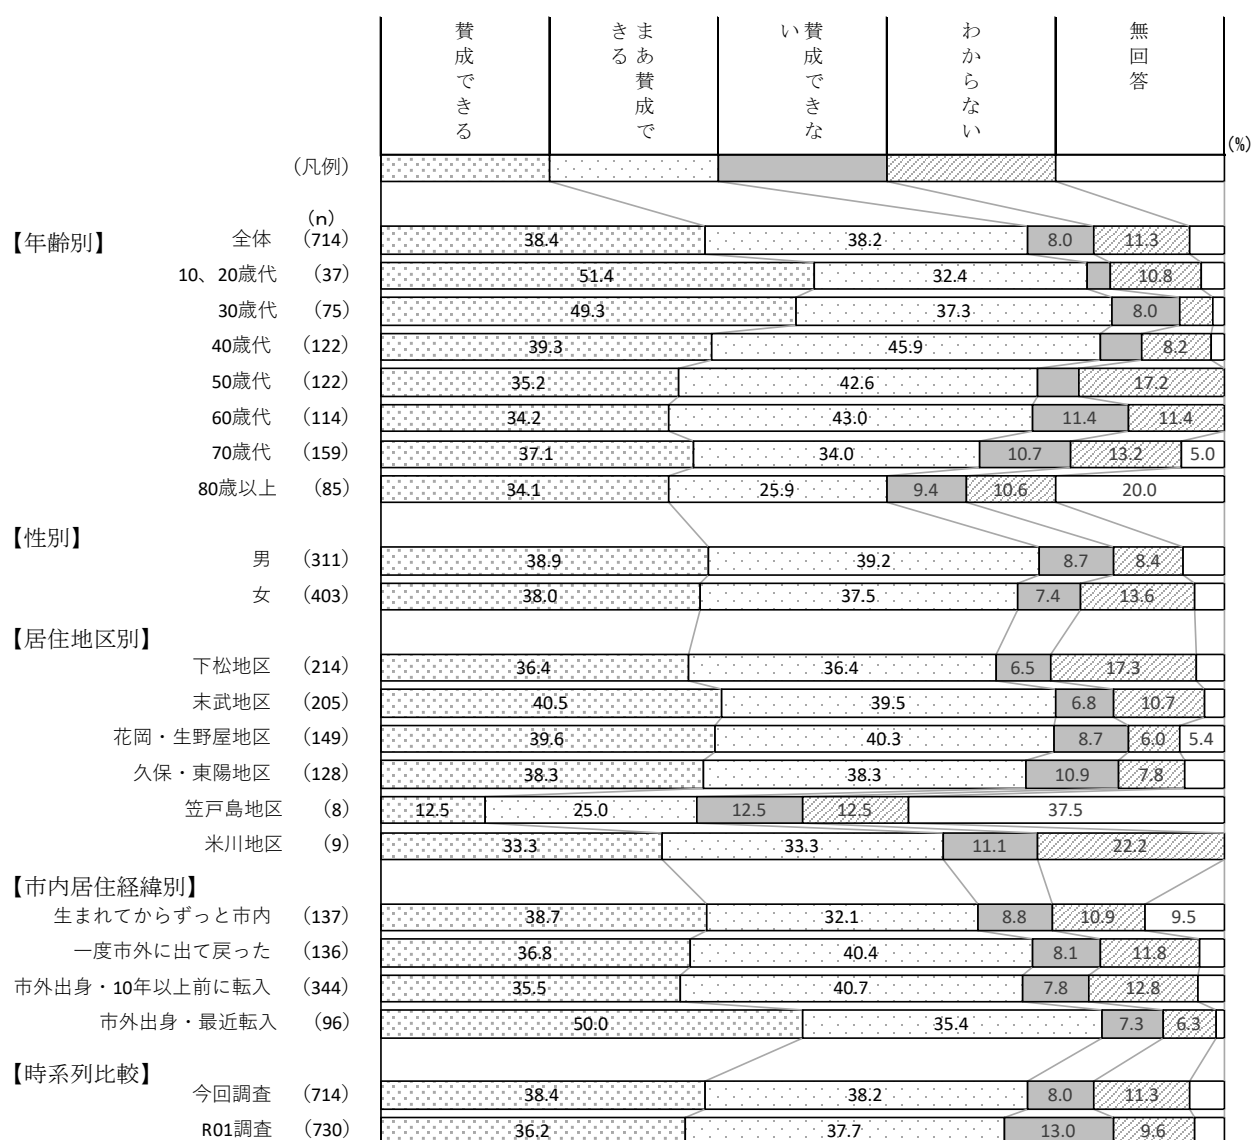 賛成できる
まあ賛成で
きる
賛成できな
い
わからない
無回答
(%)
(凡例)
(n)
【年齢別】
全体 (714) 38.4 38.2 8.0 11.3
10、20歳代 (37) 51.4 32.4 10.8
30歳代 (75) 49.3 37.3 8.0
40歳代 (122) 39.3 45.9 8.2
50歳代 (122) 35.2 42.6 17.2
60歳代 (114) 34.2 43.0 11.4 11.4
70歳代 (159) 37.1 34.0 10.7 13.2 5.0
80歳以上 (85) 34.1 25.9 9.4 10.6 20.0
【性別】
男 (311) 38.9 39.2 8.7 8.4
女 (403) 38.0 37.5 7.4 13.6
【居住地区別】
下松地区 (214) 36.4 36.4 6.5 17.3
末武地区 (205) 40.5 39.5 6.8 10.7
花岡・生野屋地区 (149) 39.6 40.3 8.7 6.0 5.4
久保・東陽地区 (128) 38.3 38.3 10.9 7.8
笠戸島地区 (8) 12.5 25.0 12.5 12.5 37.5
米川地区 (9) 33.3 33.3 11.1 22.2
【市内居住経緯別】
生まれてからずっと市内 (137) 38.7 32.1 8.8 10.9 9.5
一度市外に出て戻った (136) 36.8 40.4 8.1 11.8
市外出身・10年以上前に転入 (344) 35.5 40.7 7.8 12.8
市外出身・最近転入 (96) 50.0 35.4 7.3 6.3
【時系列比較】
今回調査 (714) 38.4 38.2 8.0 11.3
R01調査 (730) 36.2 37.7 13.0 9.6